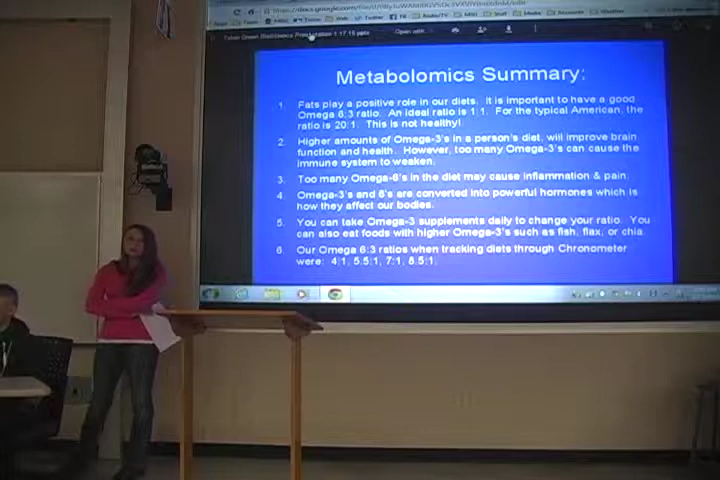 Metabolomics Summary:
1. Fats play a positive role in our diets. It is important to have a good
Omega 6:3 ratio. An ideal ratio is 1:1. For the typical American, the
ratio is 20:1. This is not healthy!
2. Higher amounts of Omega-3's in a person's diet, will improve brain
function and health. However, too many Omega-3's can cause the
immune system to weaken.
3. Too many Omega-6's in the diet may cause inflammation & pain.
4. Omega-3's and 6's are converted into powerful hormones which is
how they affect our bodies.
5. You can take Omega-3 supplements daily to change your ratio. You
can also eat foods with higher Omega-3's such as fish, flax, or chia.
6. Our Omega 6:3 ratios when tracking diets through Chronometer
were: 4:1, 5.5:1, 7:1, 8.5:1,